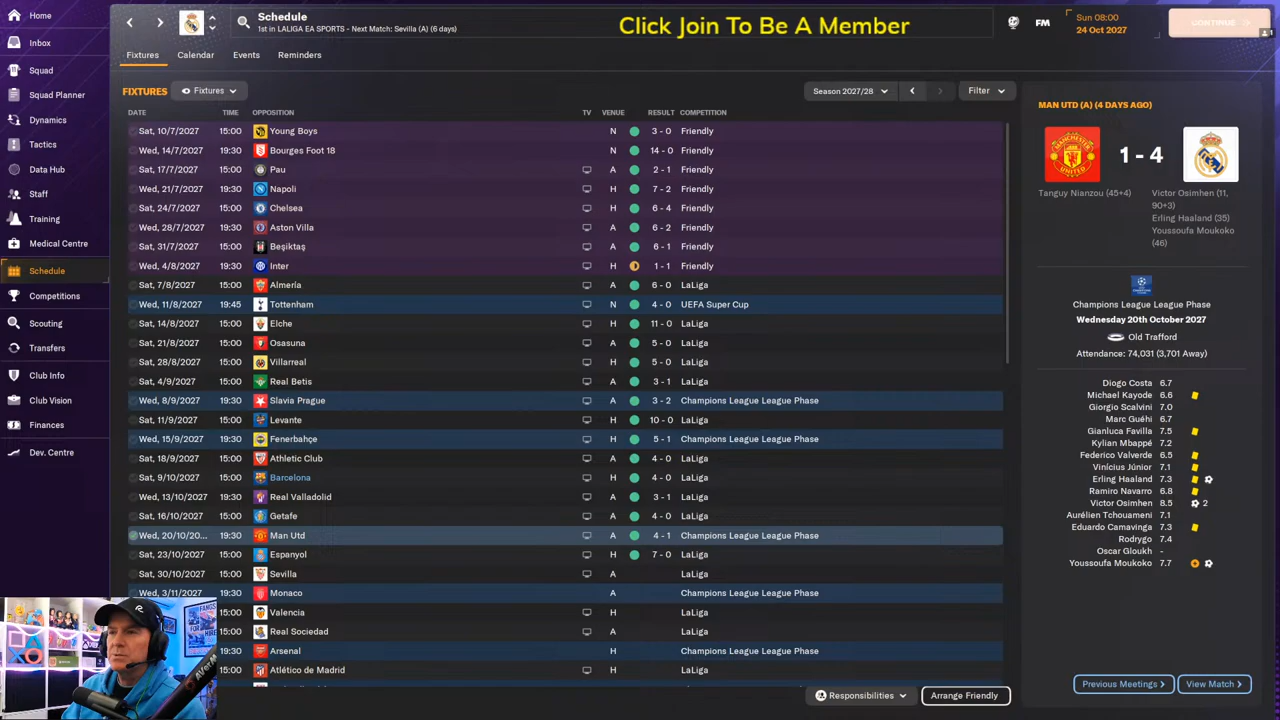 Home
Inbox
Squad
Squad Planner
Dynamics
Tactics
Data Hub
Staff
Training
Medical Centre
Schedule
Competitions
Scouting
Transfers
Club Info
Club Vision
Finances
Dev. Centre
Schedule
1st in LALIGA EA SPORTS - Next Match: Sevilla (A) (6 days)
Click Join To Be A Member
FM
Sun 08:00
24 Oct 2027
CONTINUE
1
Fixtures Calendar Events Reminders
FIXTURES Fixtures Season 2027/28 Filter
DATE TIME OPPOSITION TV VENUE RESULT COMPETITION
Sat, 10/7/2027 15:00 Young Boys N 3 - 0 Friendly
Wed, 14/7/2027 19:30 Bourges Foot 18 N 14 - 0 Friendly
Sat, 17/7/2027 15:00 Pau A 2 - 1 Friendly
Wed, 21/7/2027 19:30 Napoli H 7 - 2 Friendly
Sat, 24/7/2027 15:00 Chelsea H 6 - 4 Friendly
Wed, 28/7/2027 19:30 Aston Villa A 6 - 2 Friendly
Sat, 31/7/2027 15:00 Beşiktaş A 6 - 1 Friendly
Wed, 4/8/2027 19:30 Inter H 1 - 1 Friendly
Sat, 7/8/2027 15:00 Almería A 6 - 0 LaLiga
Wed, 11/8/2027 19:45 Tottenham N 4 - 0 UEFA Super Cup
Sat, 14/8/2027 15:00 Elche H 11 - 0 LaLiga
Sat, 21/8/2027 15:00 Osasuna A 5 - 0 LaLiga
Sat, 28/8/2027 15:00 Villarreal H 5 - 0 LaLiga
Sat, 4/9/2027 15:00 Real Betis A 3 - 1 LaLiga
Wed, 8/9/2027 19:30 Slavia Prague A 3 - 2 Champions League League Phase
Sat, 11/9/2027 15:00 Levante H 10 - 0 LaLiga
Wed, 15/9/2027 19:30 Fenerbahçe H 5 - 1 Champions League League Phase
Sat, 18/9/2027 15:00 Athletic Club A 4 - 0 LaLiga
Sat, 9/10/2027 15:00 Barcelona H 4 - 0 LaLiga
Wed, 13/10/2027 19:30 Real Valladolid A 3 - 1 LaLiga
Sat, 16/10/2027 15:00 Getafe A 4 - 0 LaLiga
Wed, 20/10/20... 19:30 Man Utd A 4 - 1 Champions League League Phase
Sat, 23/10/2027 15:00 Espanyol H 7 - 0 LaLiga
Sat, 30/10/2027 15:00 Sevilla A LaLiga
Wed, 3/11/2027 19:30 Monaco A Champions League League Phase
15:00 Valencia H LaLiga
15:00 Real Sociedad A LaLiga
19:30 Arsenal H Champions League League Phase
15:00 Atlético de Madrid H LaLiga
Responsibilities Arrange Friendly
MAN UTD (A) (4 DAYS AGO)
1 - 4
Tanguy Nianzou (45+4)
Victor Osimhen (11,
90+3)
Erling Haaland (35)
Youssoufa Moukoko
(46)
Champions League League Phase
Wednesday 20th October 2027
Old Trafford
Attendance: 74,031 (3,701 Away)
Diogo Costa 6.7
Michael Kayode 6.6
Giorgio Scalvini 7.0
Marc Guéhi 6.7
Gianluca Favilla 7.5
Kylian Mbappé 7.2
Federico Valverde 6.5
Vinícius Júnior 7.1
Erling Haaland 7.3
Ramiro Navarro 6.8
Victor Osimhen 8.5 2
Aurélien Tchouameni 7.1
Eduardo Camavinga 7.3
Rodrygo 7.4
Oscar Gloukh -
Youssoufa Moukoko 7.7
Previous Meetings View Match